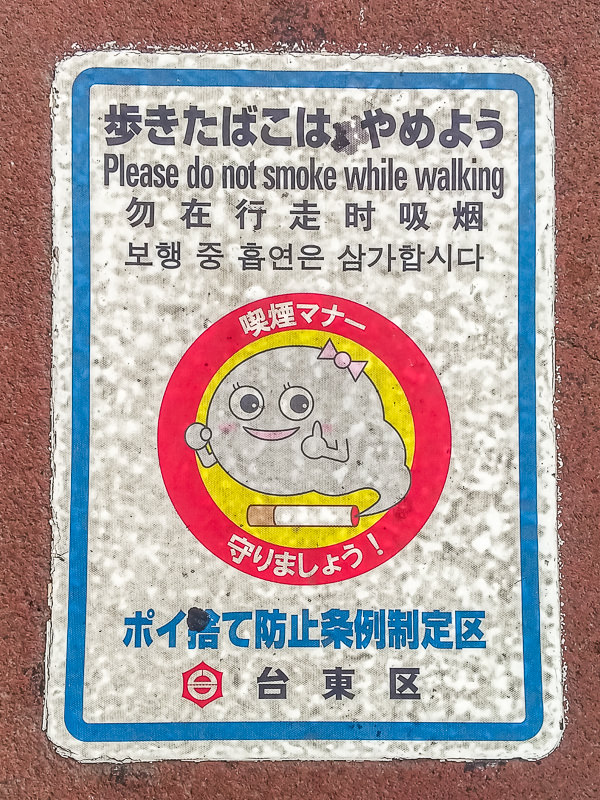 歩きたばこは、やめよう
Please do not smoke while walking
勿在行走时吸烟
보행 중 흡연은 삼가합시다
喫煙マナー
守りましょう！
ポイ捨て防止条例制定区
台東区